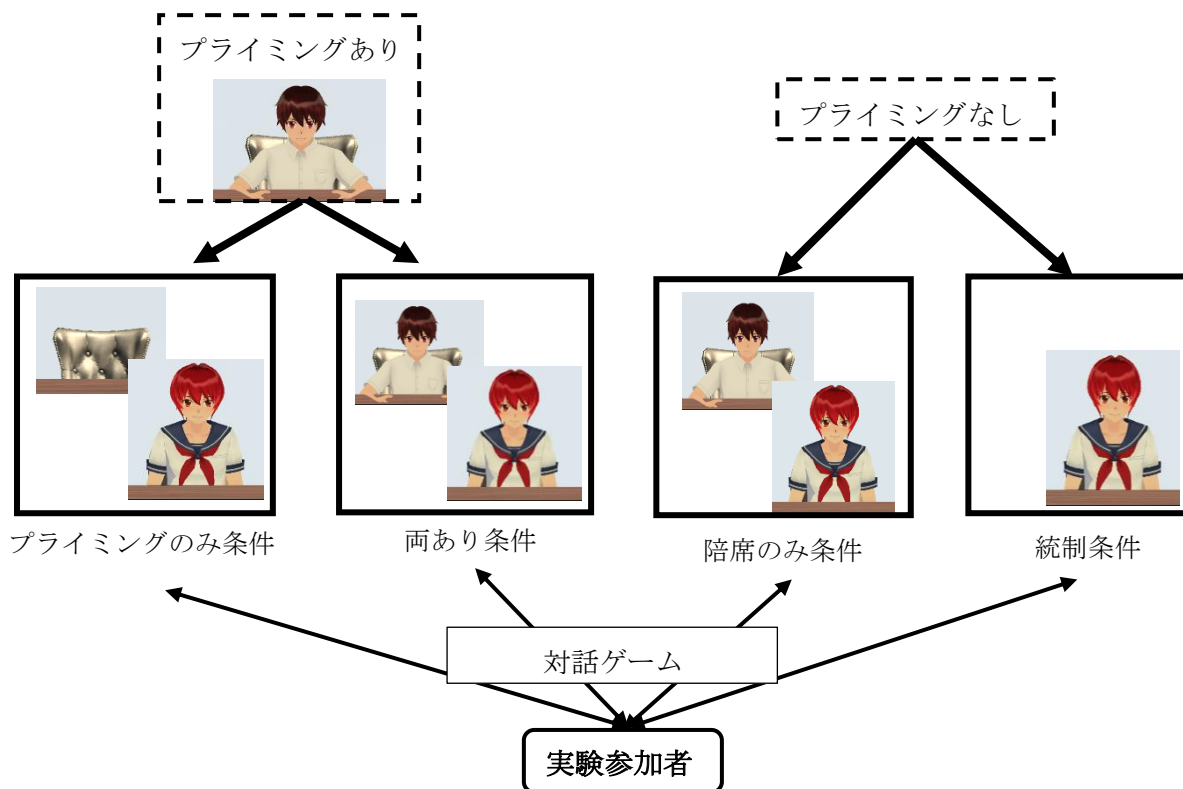 プライミングあり
プライミングなし
プライミングのみ条件
両あり条件
陪席のみ条件
統制条件
対話ゲーム
実験参加者